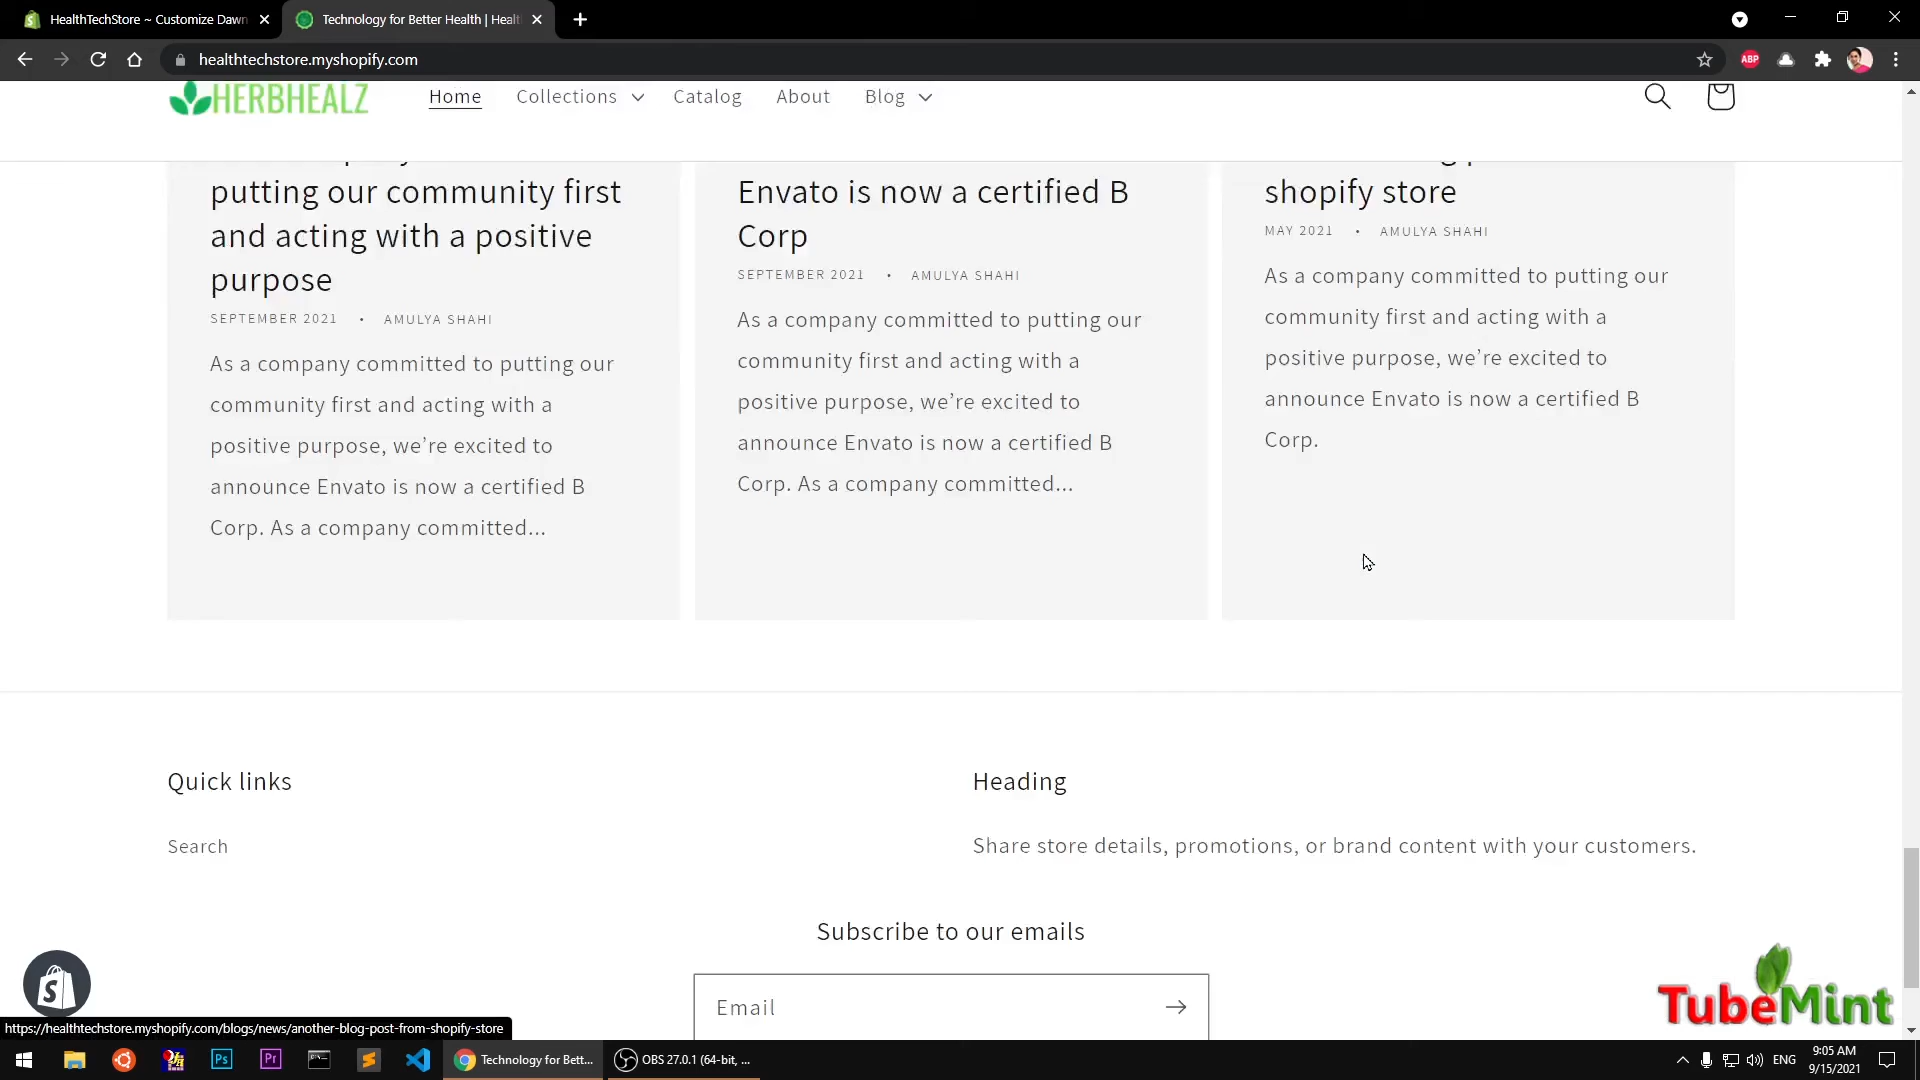 HealthTechStore ~ Customize Dawn
Technology for Better Health | Heal
healthtechstore.myshopify.com
ABP
HERBHEALZ
Home
Collections
Catalog
About
Blog
putting our community first
and acting with a positive
purpose
SEPTEMBER 2021 • AMULYA SHAHI
As a company committed to putting our
community first and acting with a
positive purpose, we’re excited to
announce Envato is now a certified B
Corp. As a company committed...
Envato is now a certified B
Corp
SEPTEMBER 2021 • AMULYA SHAHI
As a company committed to putting our
community first and acting with a
positive purpose, we’re excited to
announce Envato is now a certified B
Corp. As a company committed...
shopify store
MAY 2021 • AMULYA SHAHI
As a company committed to putting our
community first and acting with a
positive purpose, we’re excited to
announce Envato is now a certified B
Corp.
Quick links
Search
Heading
Share store details, promotions, or brand content with your customers.
Subscribe to our emails
Email
TubeMint
https://healthtechstore.myshopify.com/blogs/news/another-blog-post-from-shopify-store
Ps
Pr
Technology for Bett...
OBS 27.0.1 (64-bit, ...
ENG
9:05 AM
9/15/2021